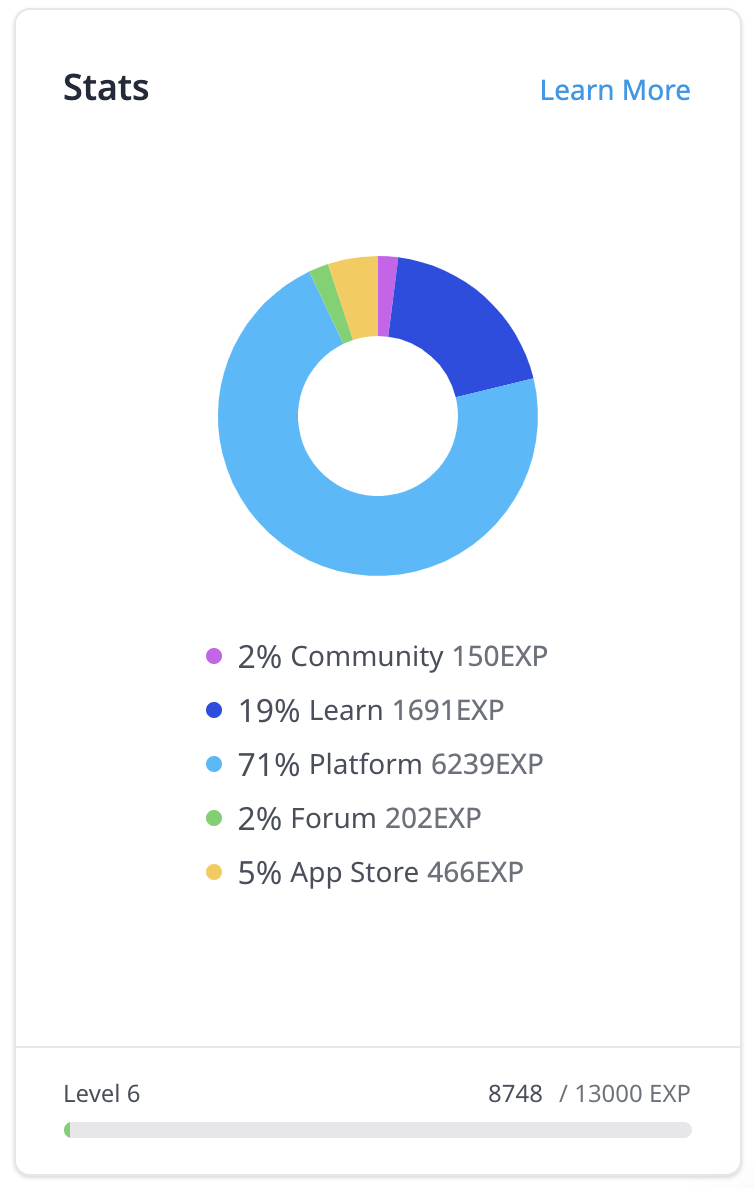 Stats
Learn More
2% Community 150EXP
19% Learn 1691EXP
71% Platform 6239EXP
2% Forum 202EXP
5% App Store 466EXP
Level 6
8748 / 13000 EXP